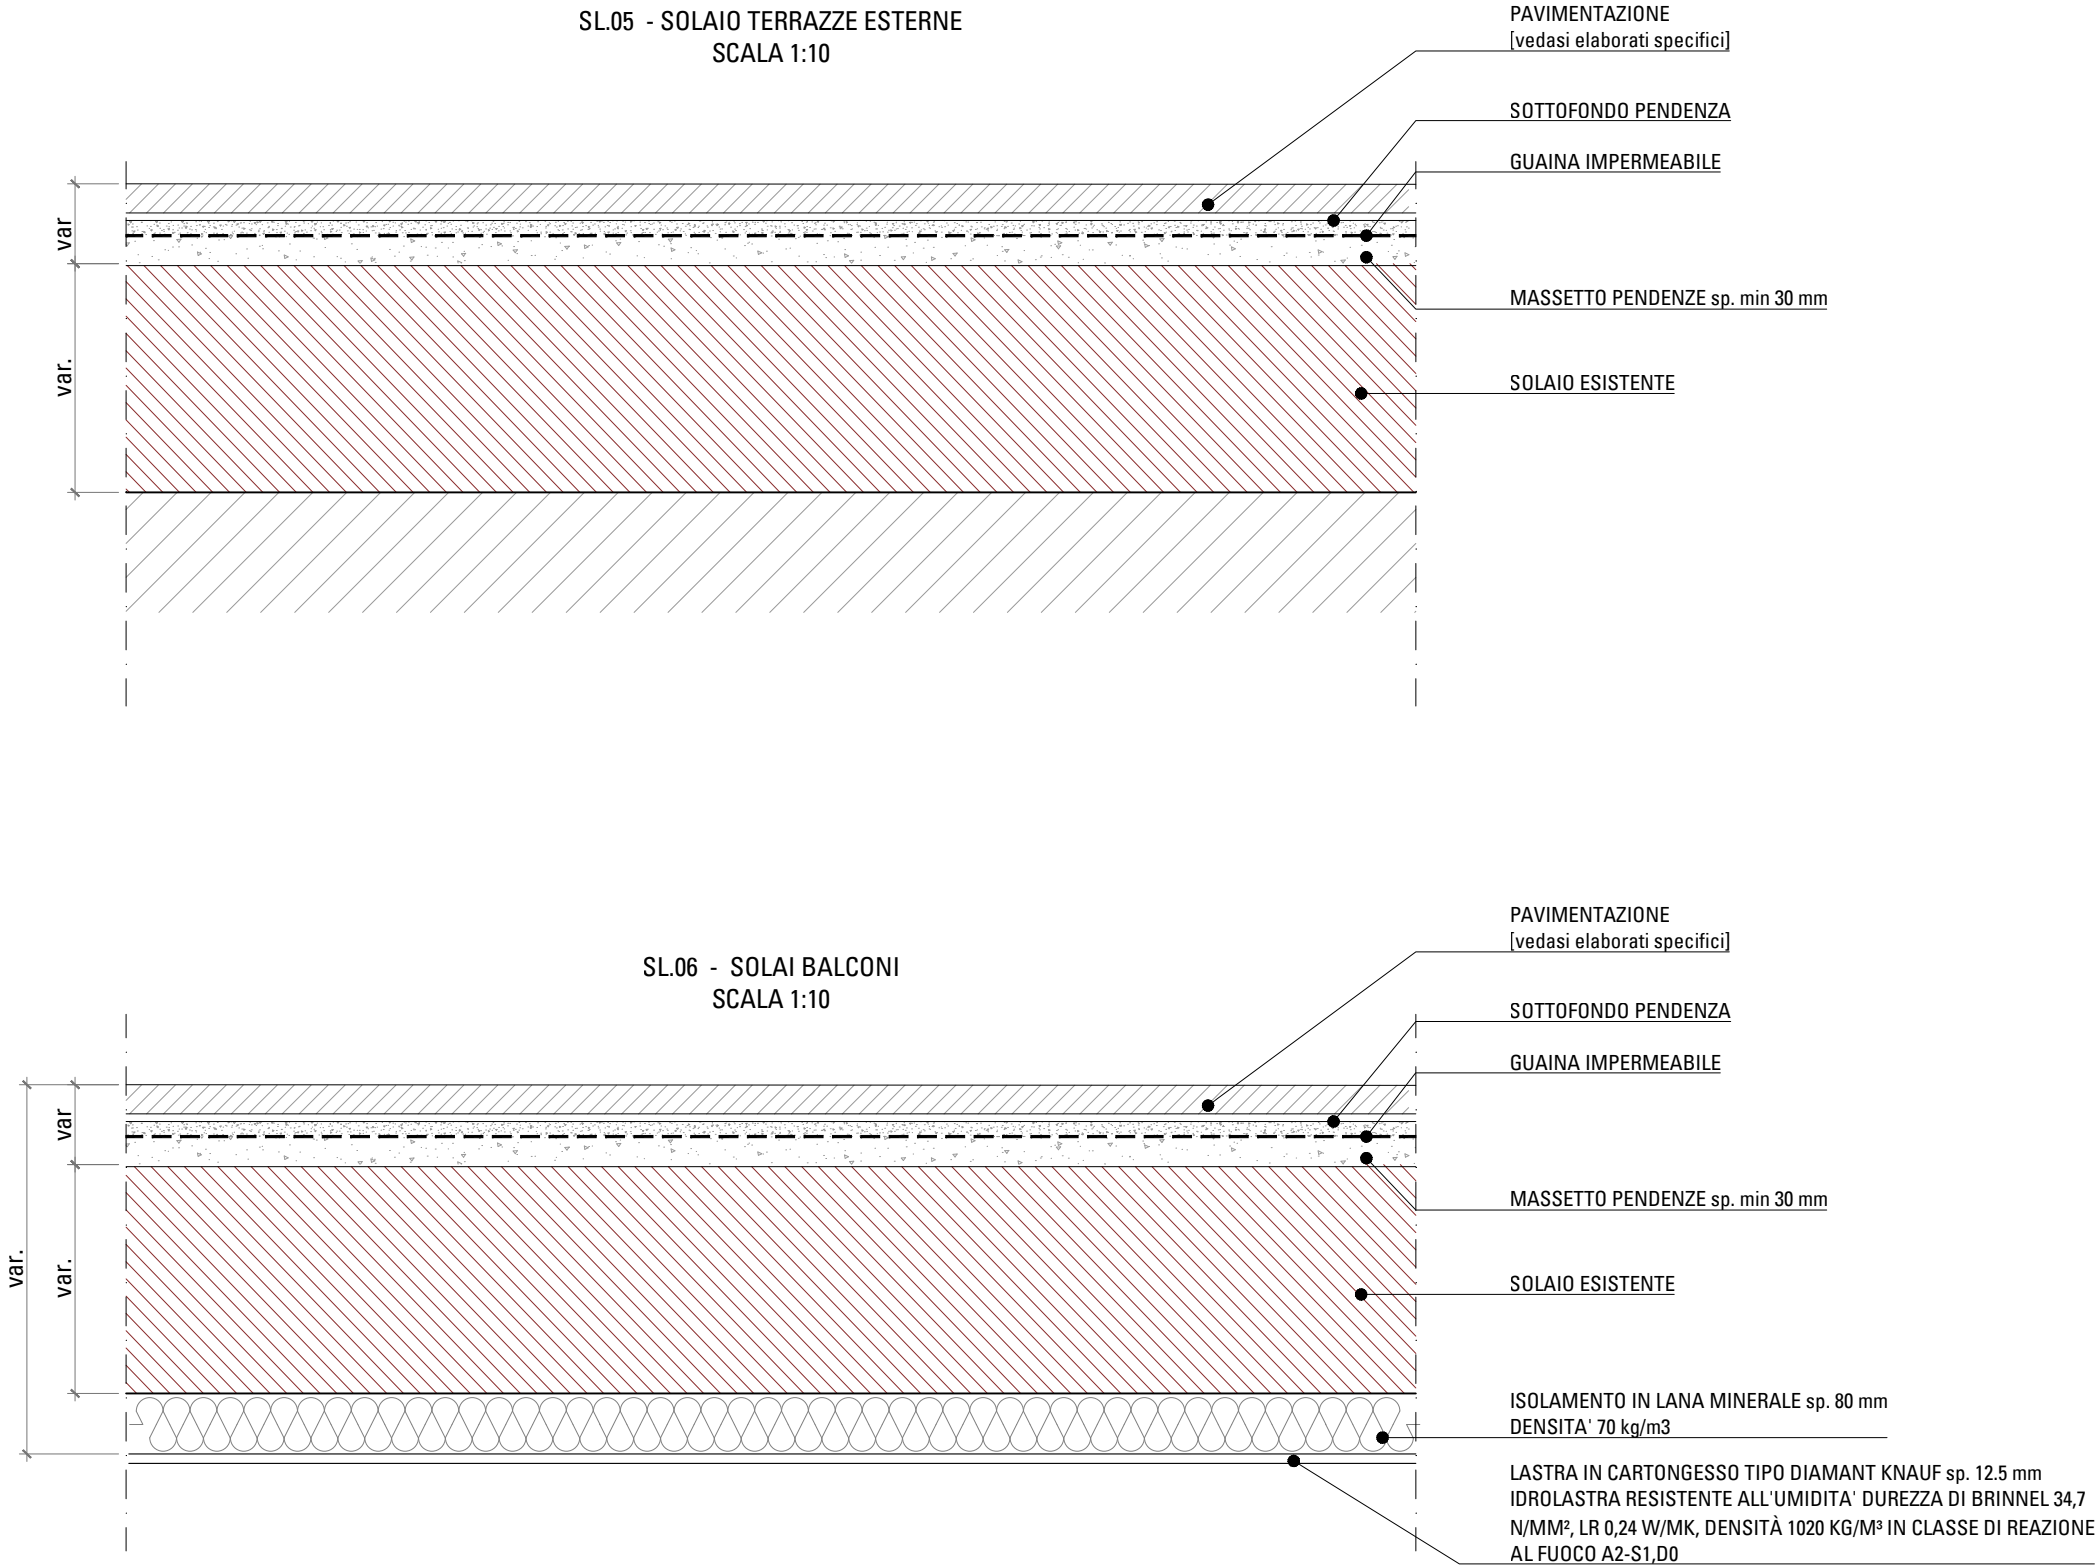 SL.05 - SOLAIO TERRAZZE ESTERNE
SCALA 1:10
PAVIMENTAZIONE
[vedasi elaborati specifici]
SOTTOFONDO PENDENZA
GUAINA IMPERMEABILE
MASSETTO PENDENZE sp. min 30 mm
SOLAIO ESISTENTE
var
var.
SL.06 - SOLAI BALCONI
SCALA 1:10
PAVIMENTAZIONE
[vedasi elaborati specifici]
SOTTOFONDO PENDENZA
GUAINA IMPERMEABILE
MASSETTO PENDENZE sp. min 30 mm
SOLAIO ESISTENTE
var
var.
var.
ISOLAMENTO IN LANA MINERALE sp. 80 mm
DENSITA' 70 kg/m3
LASTRA IN CARTONGESSO TIPO DIAMANT KNAUF sp. 12.5 mm
IDROLASTRA RESISTENTE ALL'UMIDITA' DUREZZA DI BRINNEL 34,7
N/MM², LR 0,24 W/MK, DENSITÀ 1020 KG/M³ IN CLASSE DI REAZIONE
AL FUOCO A2-S1,D0